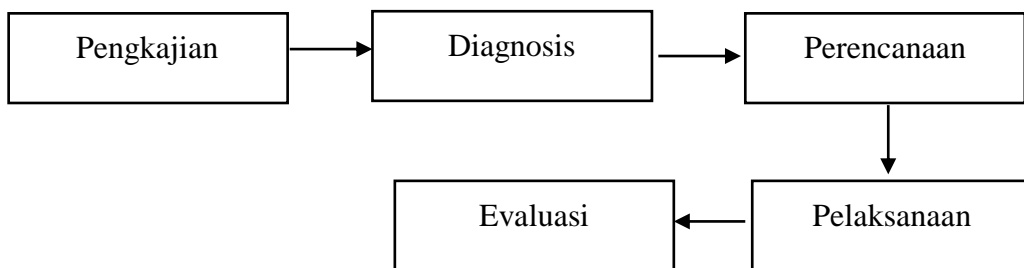 Pengkajian
Diagnosis
Perencanaan
Pelaksanaan
Evaluasi